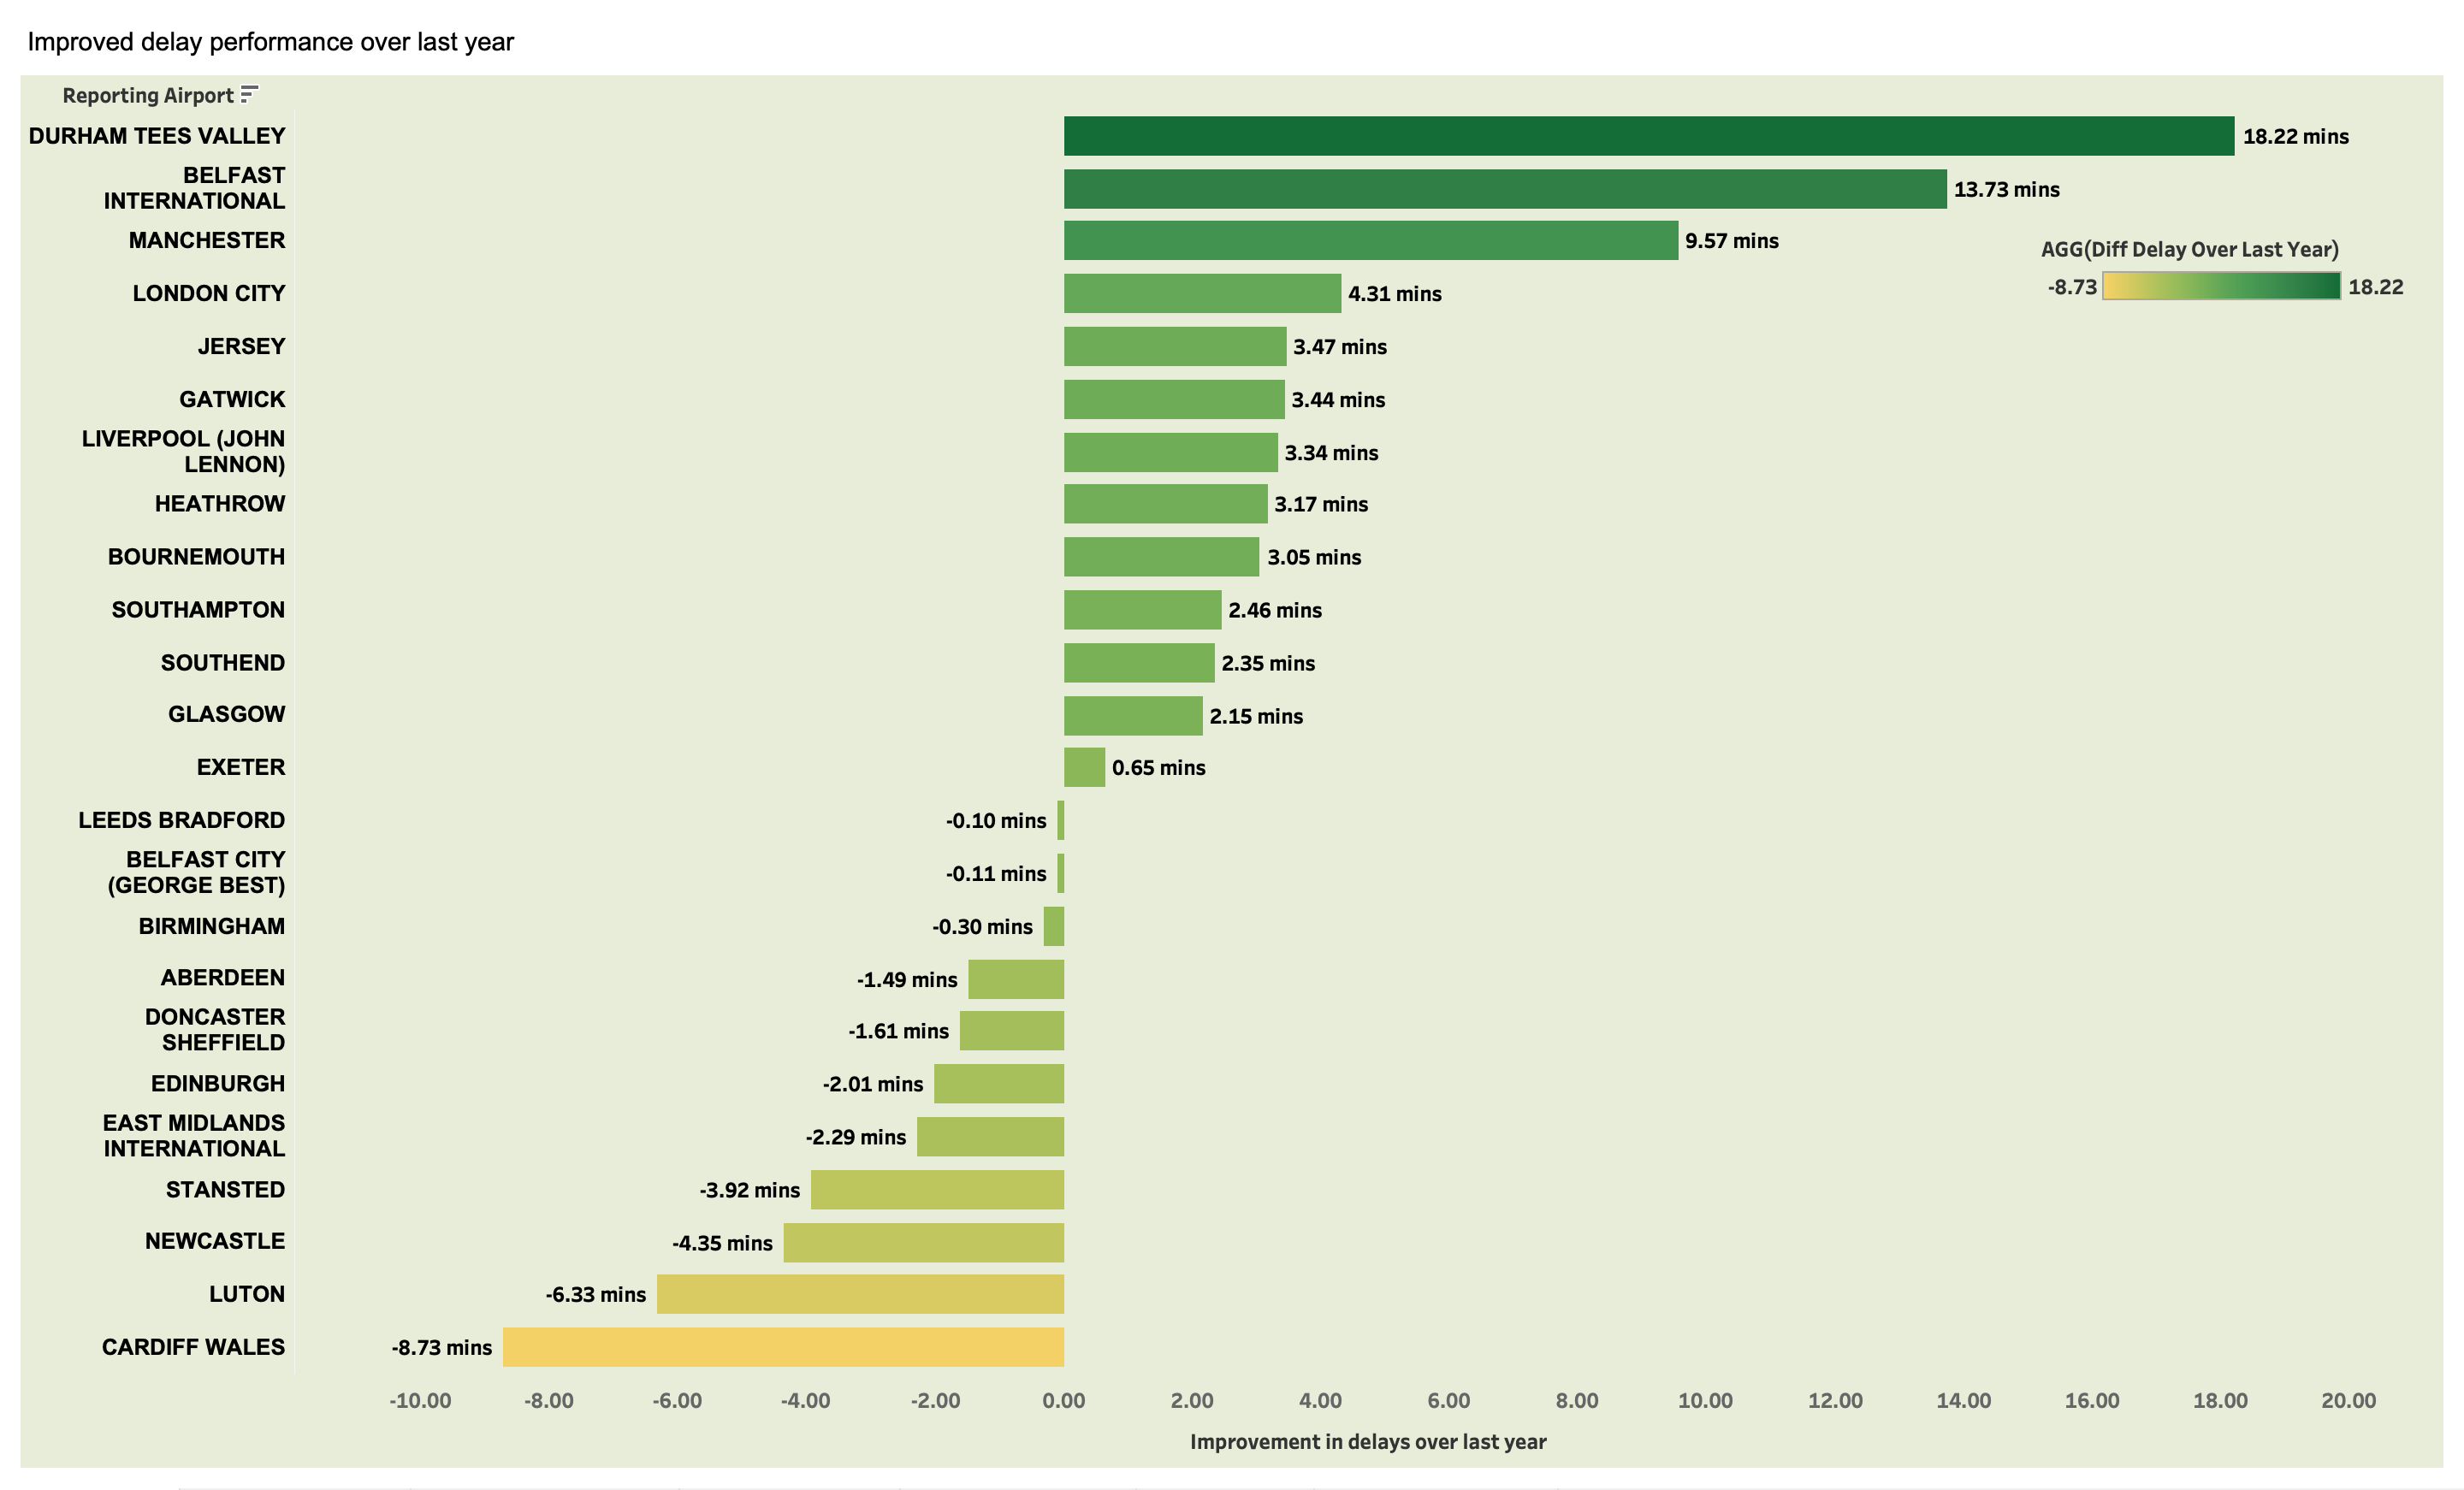 Improved delay performance over last year
Reporting Airport
DURHAM TEES VALLEY
18.22 mins
BELFAST
INTERNATIONAL
13.73 mins
MANCHESTER
9.57 mins
AGG(Diff Delay Over Last Year)
-8.73
18.22
LONDON CITY
4.31 mins
JERSEY
3.47 mins
GATWICK
3.44 mins
LIVERPOOL (JOHN
LENNON)
3.34 mins
HEATHROW
3.17 mins
BOURNEMOUTH
3.05 mins
SOUTHAMPTON
2.46 mins
SOUTHEND
2.35 mins
GLASGOW
2.15 mins
EXETER
0.65 mins
LEEDS BRADFORD
-0.10 mins
BELFAST CITY
(GEORGE BEST)
-0.11 mins
BIRMINGHAM
-0.30 mins
ABERDEEN
-1.49 mins
DONCASTER
SHEFFIELD
-1.61 mins
EDINBURGH
-2.01 mins
EAST MIDLANDS
INTERNATIONAL
-2.29 mins
STANSTED
-3.92 mins
NEWCASTLE
-4.35 mins
LUTON
-6.33 mins
CARDIFF WALES
-8.73 mins
-10.00 -8.00 -6.00 -4.00 -2.00 0.00 2.00 4.00 6.00 8.00 10.00 12.00 14.00 16.00 18.00 20.00
Improvement in delays over last year